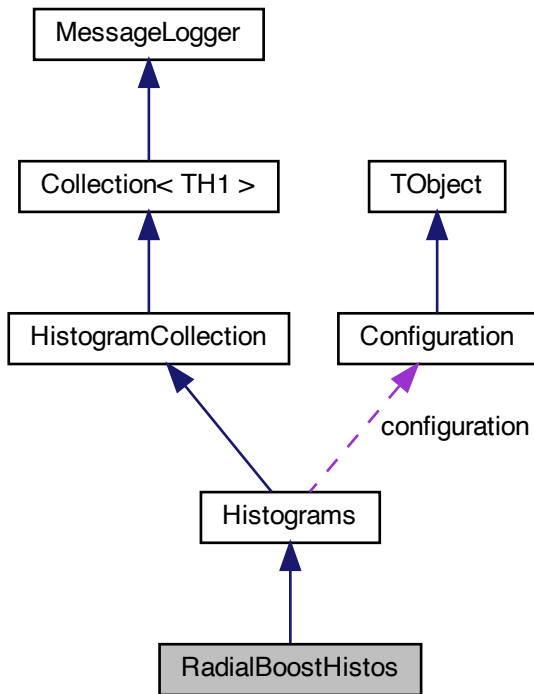 MessageLogger
Collection< TH1 >
TObject
HistogramCollection
Configuration
configuration
Histograms
RadialBoostHistos